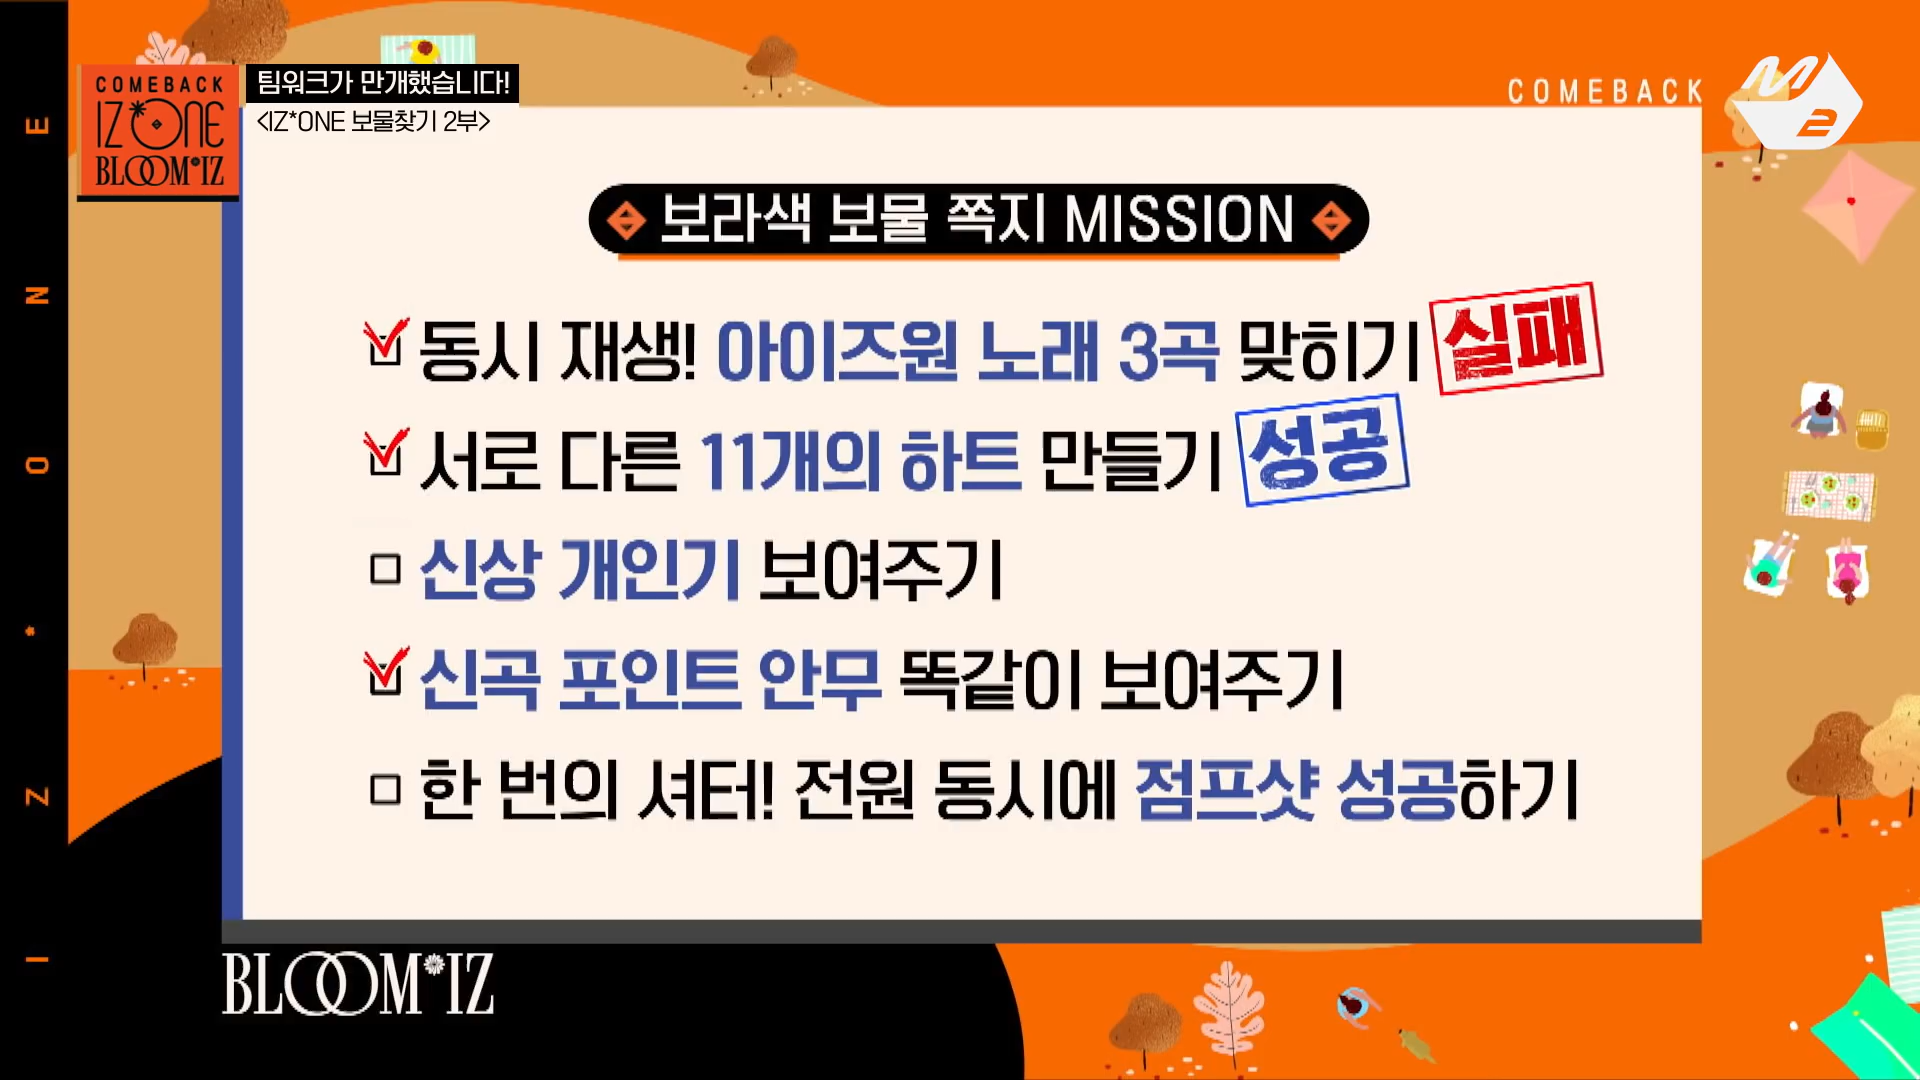 COMEBACK
IZ*ONE
BLOOM*IZ
팀워크가 만개했습니다!
<IZ*ONE 보물찾기 2부>
COMEBACK
M2
IZ*ONE
보라색 보물 쪽지 MISSION
동시 재생! 아이즈원 노래 3곡 맞히기 실패
서로 다른 11개의 하트 만들기 성공
신상 개인기 보여주기
신곡 포인트 안무 똑같이 보여주기
한 번의 셔터! 전원 동시에 점프샷 성공하기
BLOOM*IZ